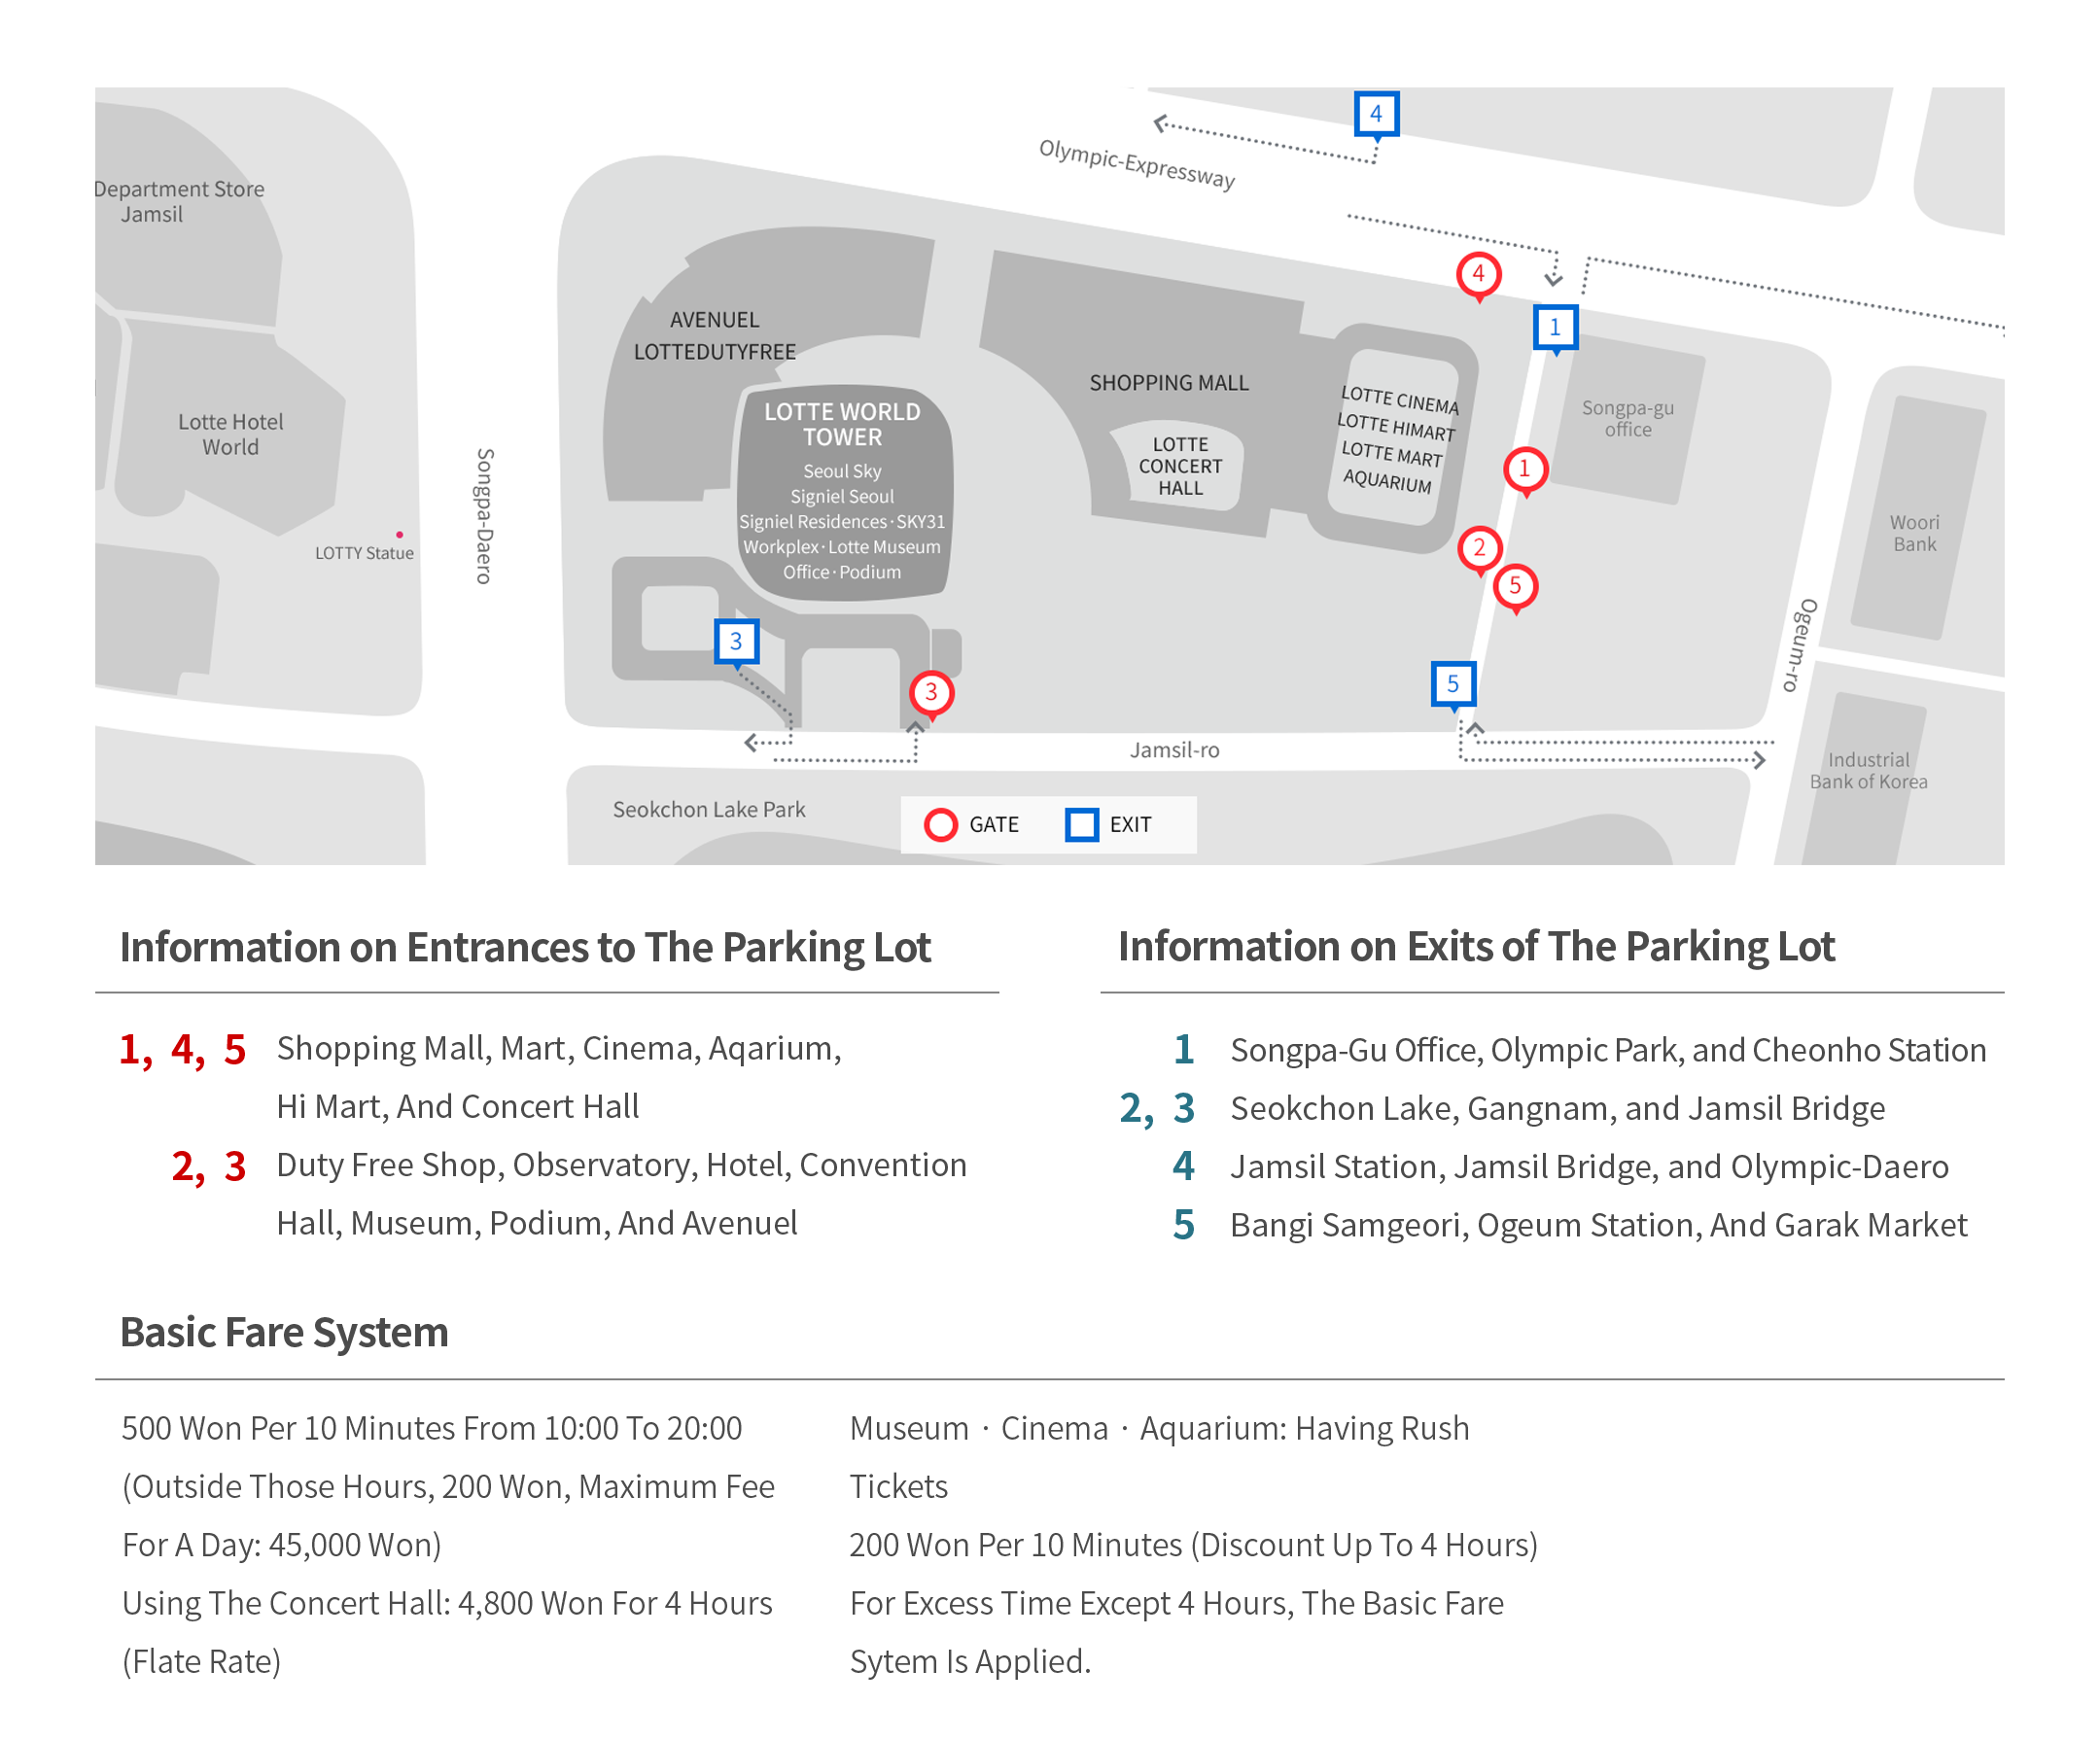 4
Olympic-Expressway
Department Store
Jamsil
4
1
AVENUEL
LOTTEDUTYFREE
SHOPPING MALL
LOTTE CINEMA
LOTTE HIMART
LOTTE MART
AQUARIUM
Songpa-gu
office
LOTTE WORLD
TOWER
Seoul Sky
Signiel Seoul
Signiel Residences·SKY31
Workplex·Lotte Museum
Office·Podium
Lotte Hotel
World
LOTTE
CONCERT
HALL
1
Songpa-Daero
LOTTY Statue
2
5
Woori
Bank
Ogeum-ro
3
3
5
Jamsil-ro
Industrial
Bank of Korea
Seokchon Lake Park
GATE
EXIT
Information on Entrances to The Parking Lot
1, 4, 5 Shopping Mall, Mart, Cinema, Aqarium,
Hi Mart, And Concert Hall
2, 3 Duty Free Shop, Observatory, Hotel, Convention
Hall, Museum, Podium, And Avenuel
Information on Exits of The Parking Lot
1 Songpa-Gu Office, Olympic Park, and Cheonho Station
2, 3 Seokchon Lake, Gangnam, and Jamsil Bridge
4 Jamsil Station, Jamsil Bridge, and Olympic-Daero
5 Bangi Samgeori, Ogeum Station, And Garak Market
Basic Fare System
500 Won Per 10 Minutes From 10:00 To 20:00
(Outside Those Hours, 200 Won, Maximum Fee
For A Day: 45,000 Won)
Using The Concert Hall: 4,800 Won For 4 Hours
(Flate Rate)
Museum · Cinema · Aquarium: Having Rush
Tickets
200 Won Per 10 Minutes (Discount Up To 4 Hours)
For Excess Time Except 4 Hours, The Basic Fare
Sytem Is Applied.